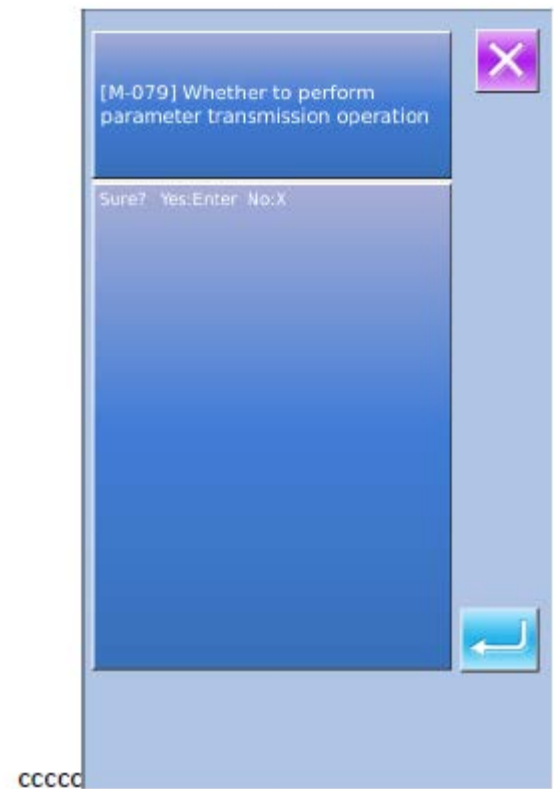 [M-079] Whether to perform
parameter transmission operation
Sure? Yes:Enter No:X
ccccc